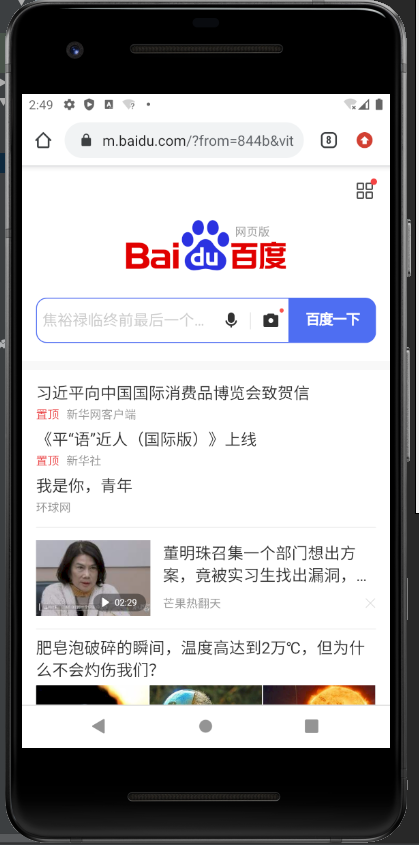 2:49
m.baidu.com/?from=844b&vit
8
Bai du 百度
网页版
焦裕禄临终前最后一个...
百度一下
习近平向中国国际消费品博览会致贺信
置顶 新华网客户端
《平“语”近人（国际版）》上线
置顶 新华社
我是你，青年
环球网
董明珠召集一个部门想出方
案，竟被实习生找出漏洞，...
02:29
芒果热翻天
肥皂泡破碎的瞬间，温度高达到2万℃，但为什
么不会灼伤我们？